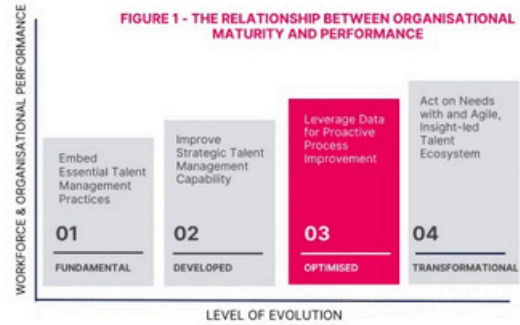 FIGURE 1 - THE RELATIONSHIP BETWEEN ORGANISATIONAL
MATURITY AND PERFORMANCE
WORKFORCE & ORGANISATIONAL PERFORMANCE
Embed
Essential Talent
Management
Practices
01
FUNDAMENTAL
Improve
Strategic Talent
Management
Capability
02
DEVELOPED
Leverage Data
for Proactive
Process
Improvement
03
OPTIMISED
Act on Needs
with and Agile,
Insight-led
Talent
Ecosystem
04
TRANSFORMATIONAL
LEVEL OF EVOLUTION